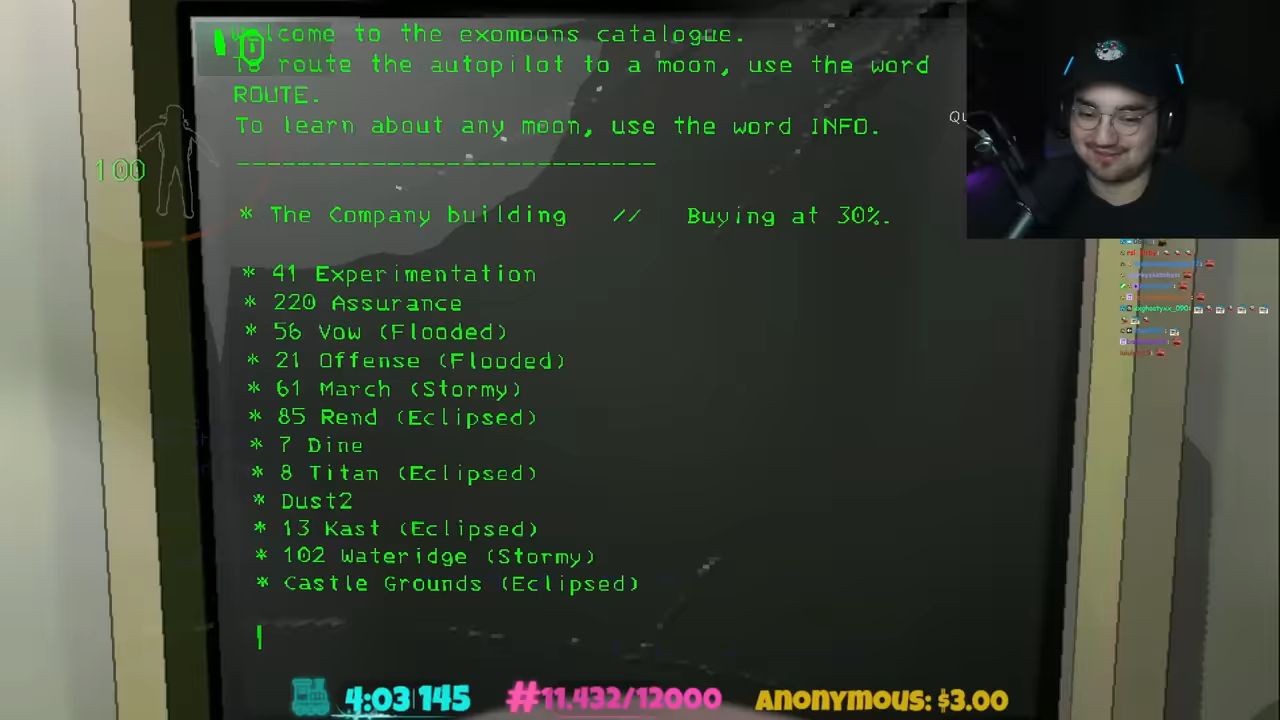 Welcome to the exomoons catalogue.
To route the autopilot to a moon, use the word
ROUTE.
To learn about any moon, use the word INFO.
----------------------------
100
* The Company building // Buying at 30%.
* 41 Experimentation
* 220 Assurance
* 56 Vow (Flooded)
* 21 Offense (Flooded)
* 61 March (Stormy)
* 85 Rend (Eclipsed)
* 7 Dine
* 8 Titan (Eclipsed)
* Dust2
* 13 Kast (Eclipsed)
* 102 Wateridge (Stormy)
* Castle Grounds (Eclipsed)
4:03|145 #11,432/12000 ANONYMOUS: $3.00